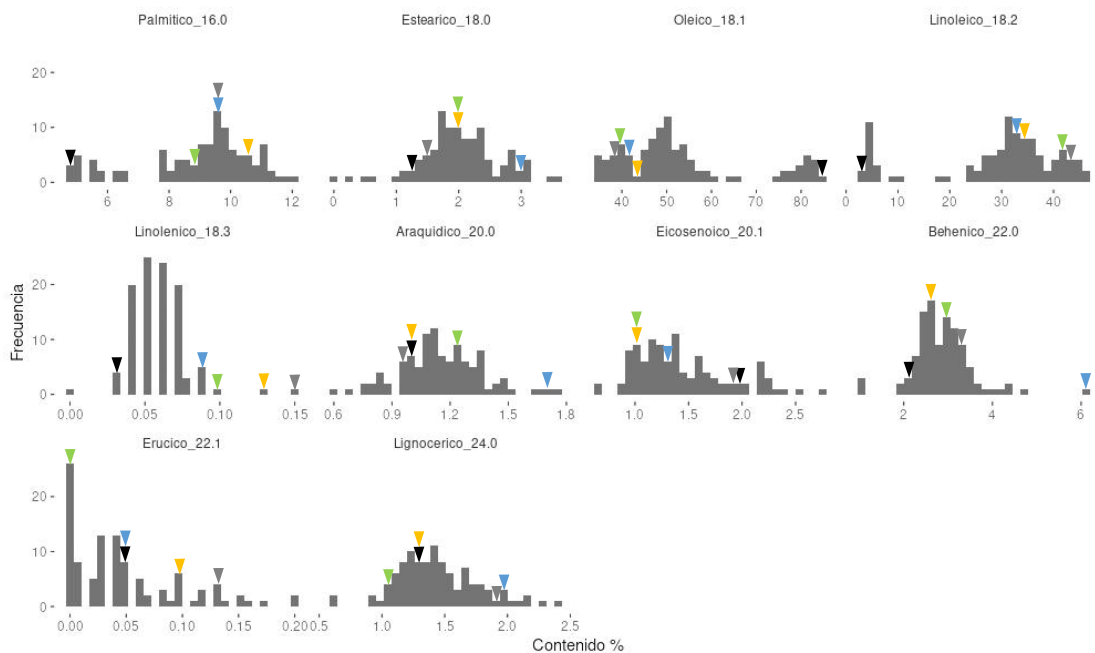 Palmitico_16.0 Estearico_18.0 Oleico_18.1 Linoleico_18.2
20
10
0
6 8 10 12 0 1 2 3 40 50 60 70 80 0 10 20 30 40
Linolenico_18.3 Araquidico_20.0 Eicosenoico_20.1 Behenico_22.0
Frecuencia
20
10
0
0.00 0.05 0.10 0.15 0.6 0.9 1.2 1.5 1.8 1.0 1.5 2.0 2.5 2 4 6
Erucico_22.1 Lignocerico_24.0
20
10
0
0.00 0.05 0.10 0.15 0.20 0.5 1.0 1.5 2.0 2.5
Contenido %